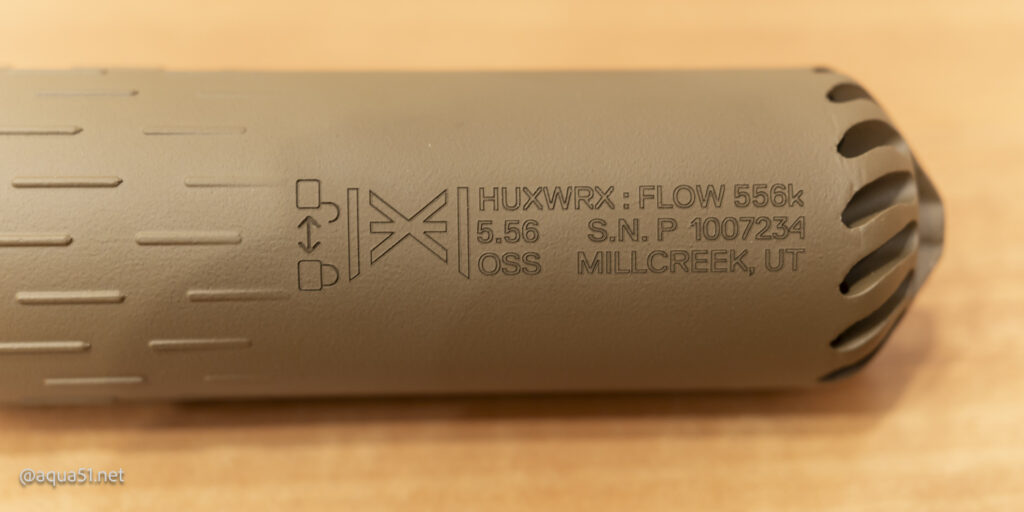 HUXWRX : FLOW 556k
5.56 S.N. P 1007234
OSS MILLCREEK, UT
@aqua51.net